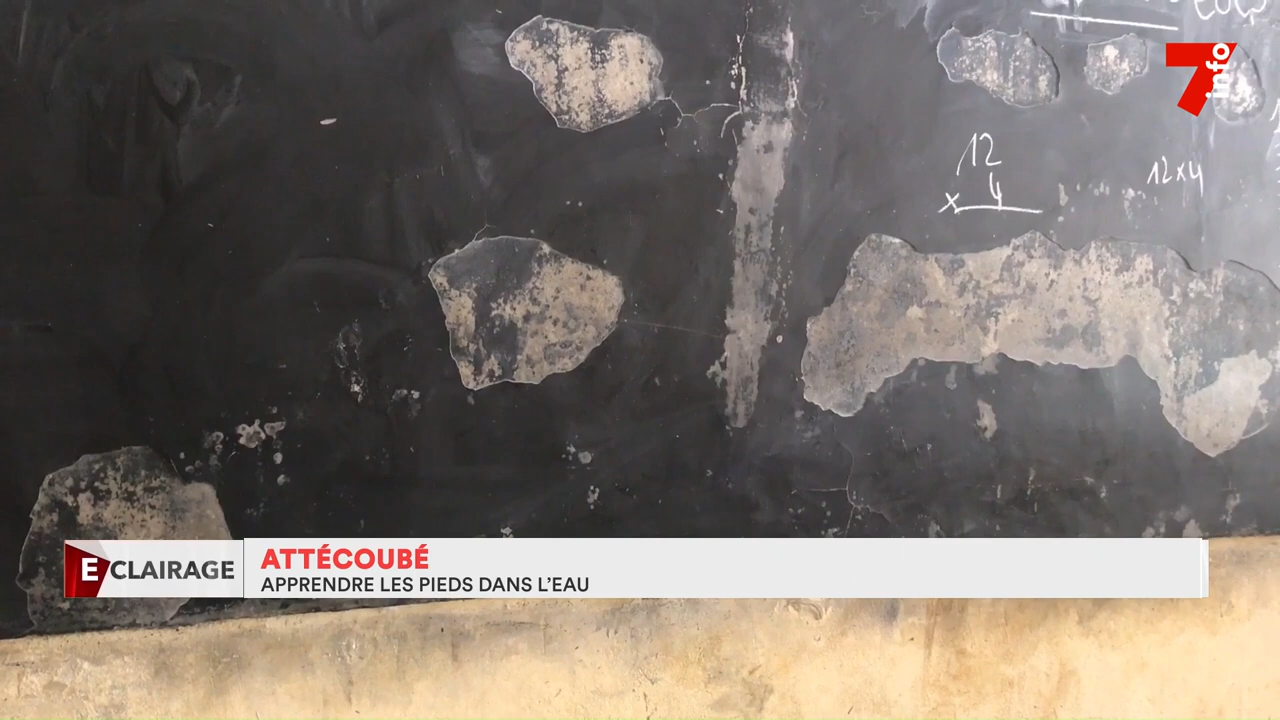 7info
12
12x4
x 4
ECLAIRAGE
ATTÉCOUBÉ
APPRENDRE LES PIEDS DANS L'EAU